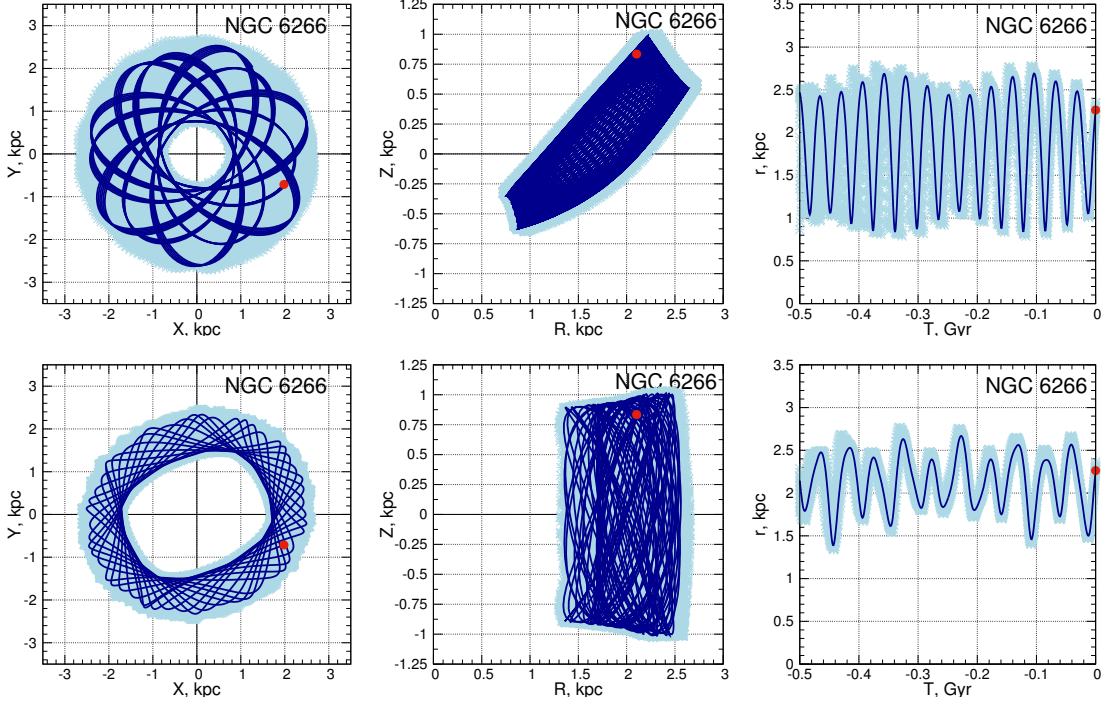 NGC 6266
3
2
1
0
-1
-2
-3
Y, kpc
-3 -2 -1 0 1 2 3
X, kpc
NGC 6266
1.25
1
0.75
0.5
0.25
0
-0.25
-0.5
-0.75
-1
1.25
Z, kpc
0 0.5 1 1.5 2 2.5 3
R, kpc
NGC 6266
3.5
3
2.5
2
1.5
1
0.5
0
r, kpc
-0.5 -0.4 -0.3 -0.2 -0.1 0
T, Gyr
NGC 6266
3
2
1
0
-1
-2
-3
Y, kpc
-3 -2 -1 0 1 2 3
X, kpc
NGC 6266
1.25
1
0.75
0.5
0.25
0
-0.25
-0.5
-0.75
-1
1.25
Z, kpc
0 0.5 1 1.5 2 2.5 3
R, kpc
NGC 6266
3.5
3
2.5
2
1.5
1
0.5
0
r, kpc
-0.5 -0.4 -0.3 -0.2 -0.1 0
T, Gyr